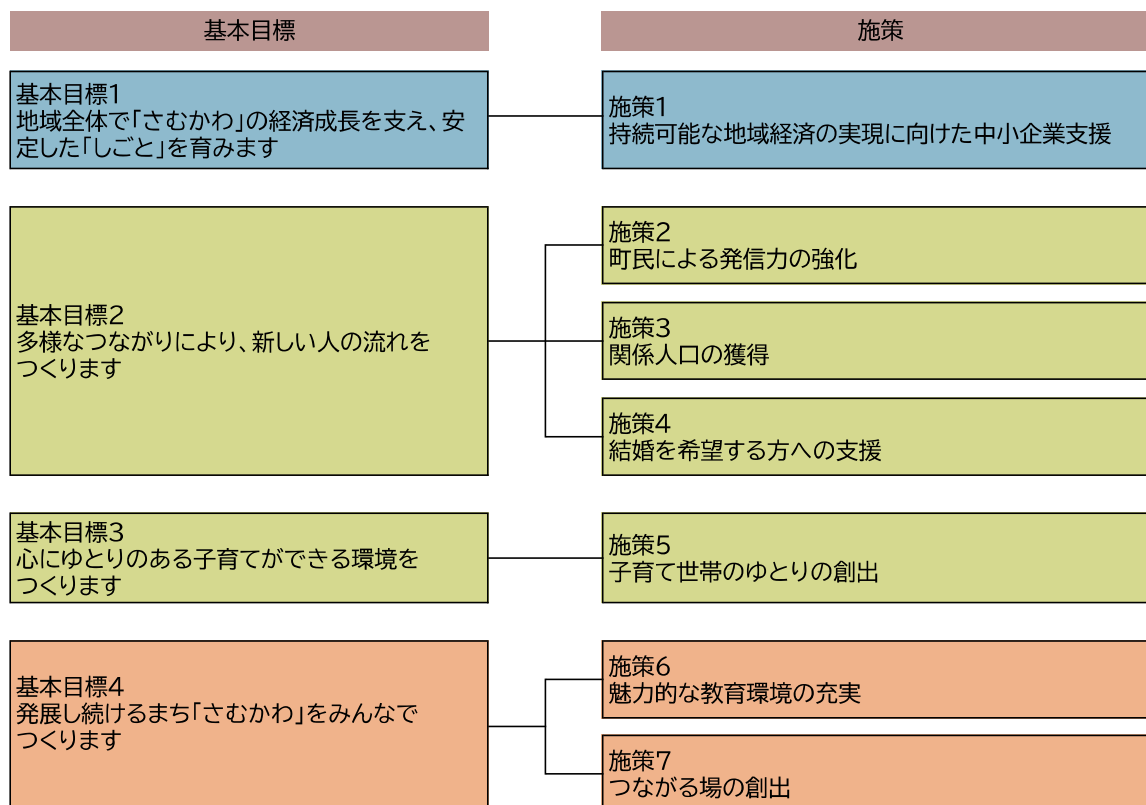 基本目標
施策
基本目標1
地域全体で「さむかわ」の経済成長を支え、安
定した「しごと」を育みます
施策1
持続可能な地域経済の実現に向けた中小企業支援
基本目標2
多様なつながりにより、新しい人の流れを
つくります
施策2
町民による発信力の強化
施策3
関係人口の獲得
施策4
結婚を希望する方への支援
基本目標3
心にゆとりのある子育てができる環境を
つくります
施策5
子育て世帯のゆとりの創出
基本目標4
発展し続けるまち「さむかわ」をみんなで
つくります
施策6
魅力的な教育環境の充実
施策7
つながる場の創出